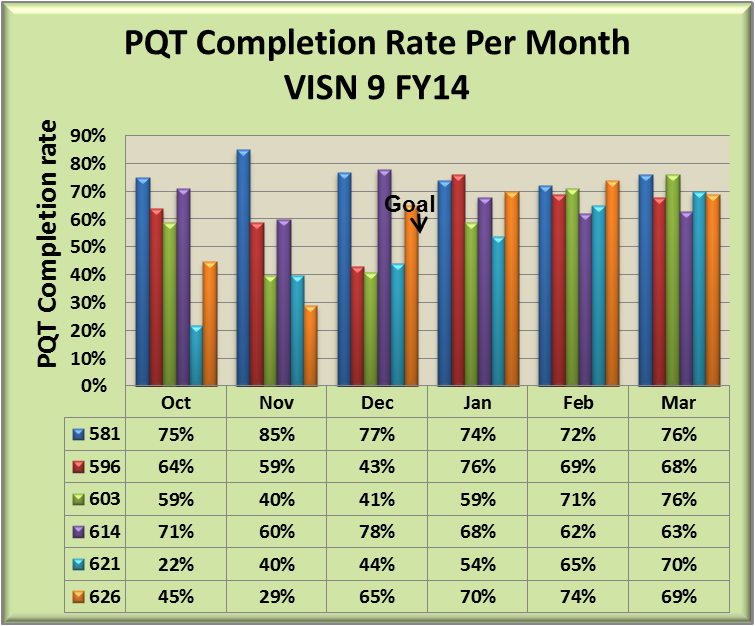 PQT Completion Rate Per Month
VISN 9 FY14
PQT Completion rate
90%
80%
70%
60%
50%
40%
30%
20%
10%
0%
Goal
Oct Nov Dec Jan Feb Mar
581 75% 85% 77% 74% 72% 76%
596 64% 59% 43% 76% 69% 68%
603 59% 40% 41% 59% 71% 76%
614 71% 60% 78% 68% 62% 63%
621 22% 40% 44% 54% 65% 70%
626 45% 29% 65% 70% 74% 69%